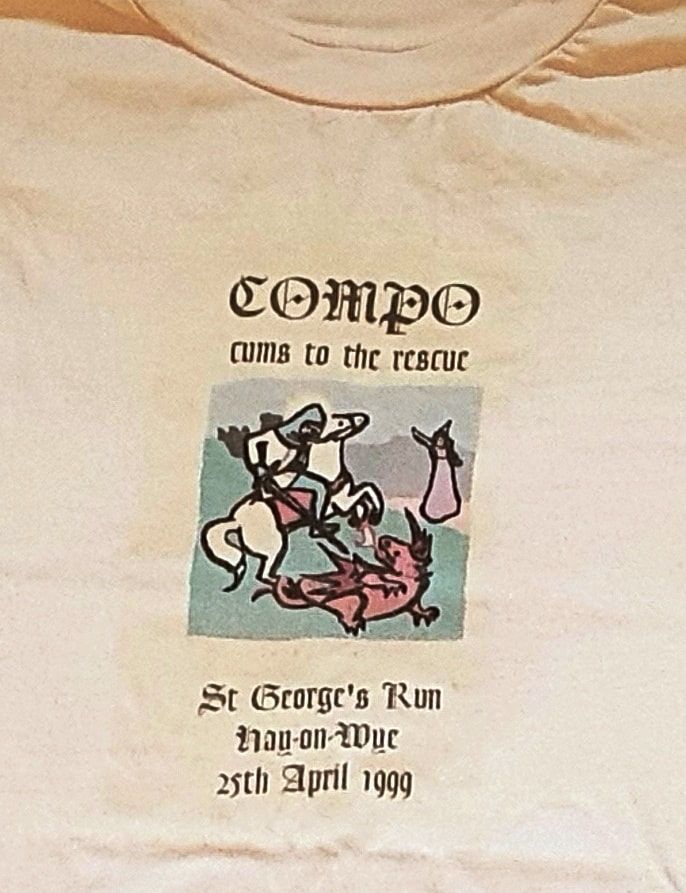 COMPO
cums to the rescue
St George's Run
Hay-on-Wye
25th April 1999